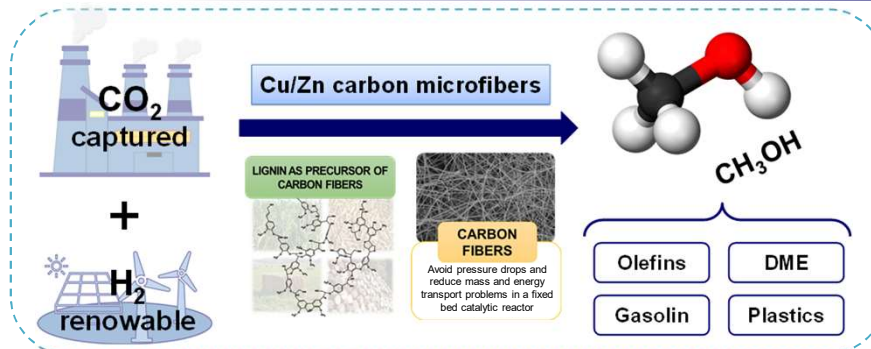 CO2
captured
+
H2
renewable
Cu/Zn carbon microfibers
LIGNIN AS PRECURSOR OF
CARBON FIBERS
CARBON
FIBERS
Avoid pressure drops and
reduce mass and energy
transport problems in a fixed
bed catalytic reactor
CH3OH
Olefins
DME
Gasolin
Plastics